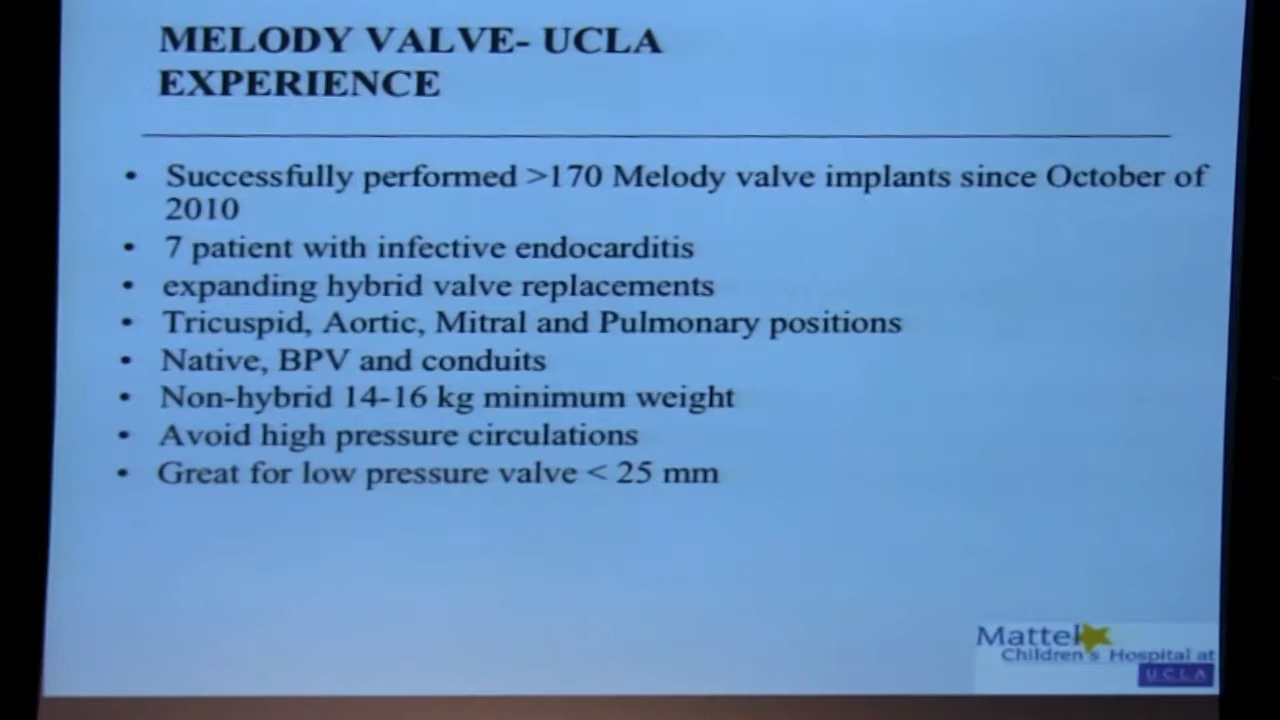 MELODY VALVE- UCLA
EXPERIENCE
• Successfully performed >170 Melody valve implants since October of
2010
• 7 patient with infective endocarditis
• expanding hybrid valve replacements
• Tricuspid, Aortic, Mitral and Pulmonary positions
• Native, BPV and conduits
• Non-hybrid 14-16 kg minimum weight
• Avoid high pressure circulations
• Great for low pressure valve < 25 mm
Mattel
Children's Hospital at
UCLA